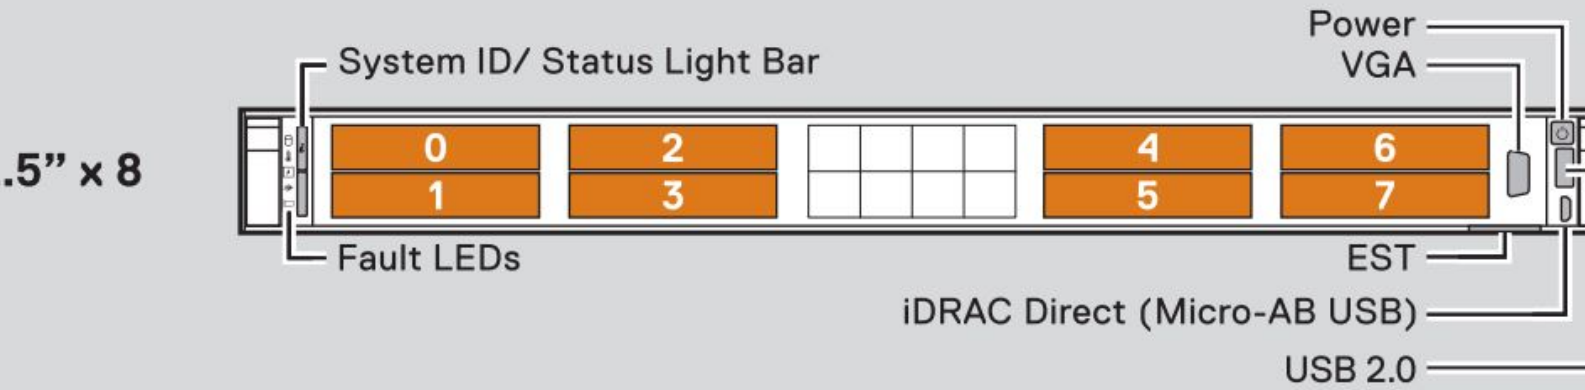 Power
System ID/ Status Light Bar
VGA
.5” x 8
0 2 4 6
1 3 5 7
Fault LEDs
EST
iDRAC Direct (Micro-AB USB)
USB 2.0